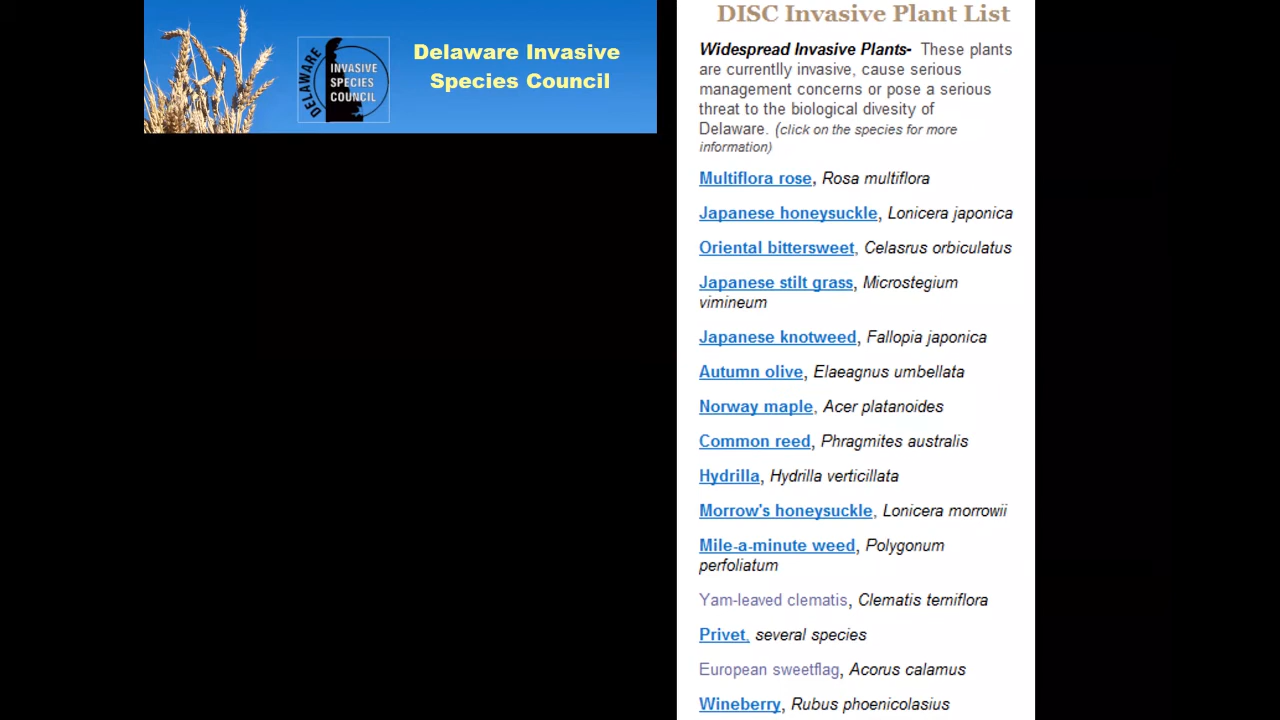 DELAWARE
INVASIVE
SPECIES
COUNCIL
Delaware Invasive
Species Council
DISC Invasive Plant List
Widespread Invasive Plants- These plants
are currentlly invasive, cause serious
management concerns or pose a serious
threat to the biological divesity of
Delaware. (click on the species for more
information)
Multiflora rose, Rosa multiflora
Japanese honeysuckle, Lonicera japonica
Oriental bittersweet, Celasrus orbiculatus
Japanese stilt grass, Microstegium
vimineum
Japanese knotweed, Fallopia japonica
Autumn olive, Elaeagnus umbellata
Norway maple, Acer platanoides
Common reed, Phragmites australis
Hydrilla, Hydrilla verticillata
Morrow's honeysuckle, Lonicera morrowii
Mile-a-minute weed, Polygonum
perfoliatum
Yam-leaved clematis, Clematis terniflora
Privet, several species
European sweetflag, Acorus calamus
Wineberry, Rubus phoenicolasius